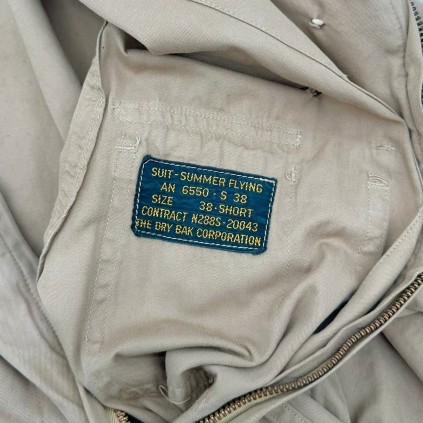 SUIT-SUMMER FLYING
AN 6550-S 38
SIZE 38-SHORT
CONTRACT N288S-20043
THE DRY BAK CORPORATION